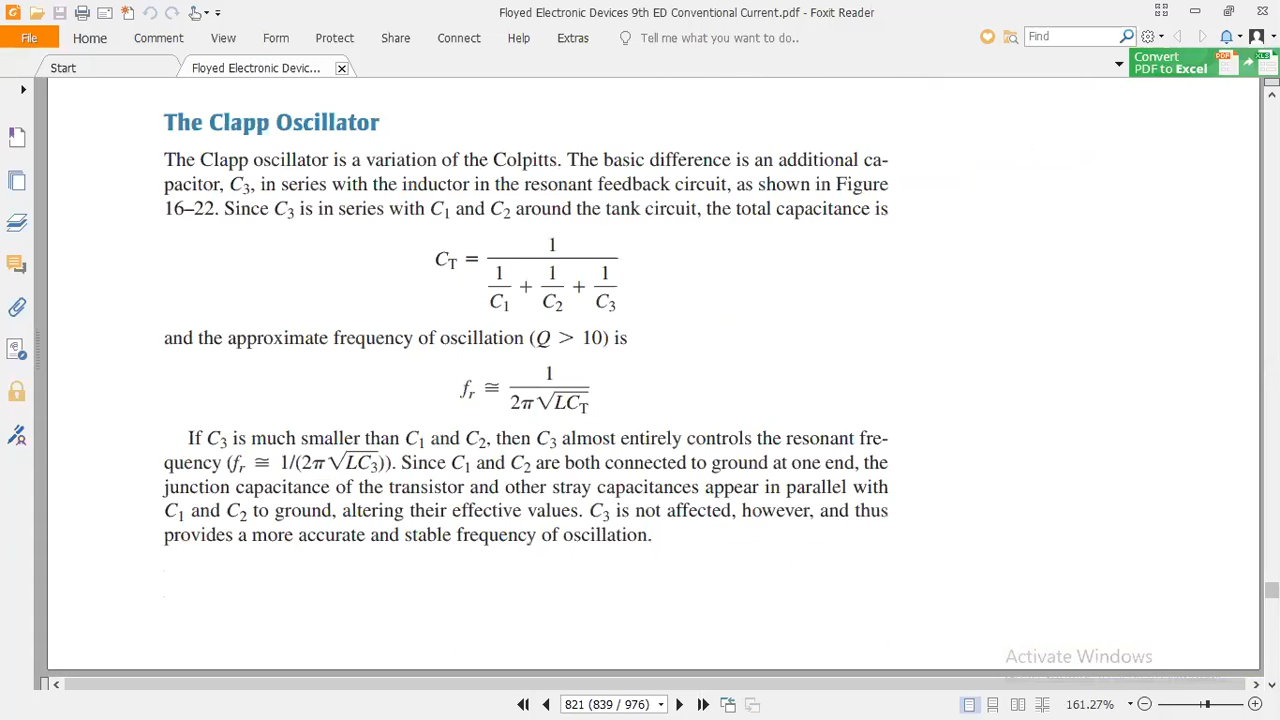 Floyed Electronic Devices 9th ED Conventional Current.pdf - Foxit Reader
File Home Comment View Form Protect Share Connect Help Extras Tell me what you want to do.. Find
Start Floyed Electronic Devic... Convert
PDF to Excel
The Clapp Oscillator
The Clapp oscillator is a variation of the Colpitts. The basic difference is an additional ca-
pacitor, C3, in series with the inductor in the resonant feedback circuit, as shown in Figure
16–22. Since C3 is in series with C1 and C2 around the tank circuit, the total capacitance is
CT = 1 / (1/C1 + 1/C2 + 1/C3)
and the approximate frequency of oscillation (Q > 10) is
fr ≅ 1 / (2π√LCT)
If C3 is much smaller than C1 and C2, then C3 almost entirely controls the resonant fre-
quency (fr ≅ 1/(2π√LC3)). Since C1 and C2 are both connected to ground at one end, the
junction capacitance of the transistor and other stray capacitances appear in parallel with
C1 and C2 to ground, altering their effective values. C3 is not affected, however, and thus
provides a more accurate and stable frequency of oscillation.
Activate Windows
821 (839 / 976) 161.27%